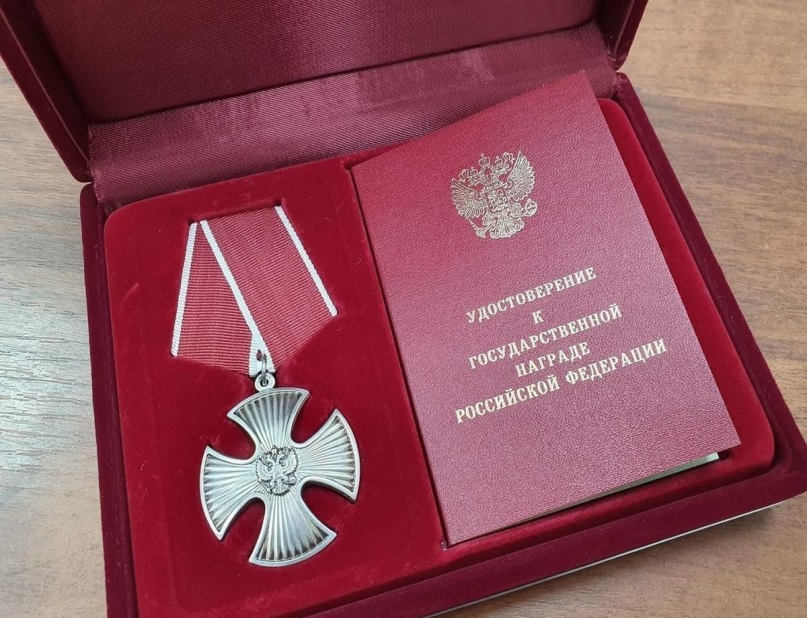 УДОСТОВЕРЕНИЕ
К
ГОСУДАРСТВЕННОЙ
НАГРАДЕ
РОССИЙСКОЙ ФЕДЕРАЦИИ